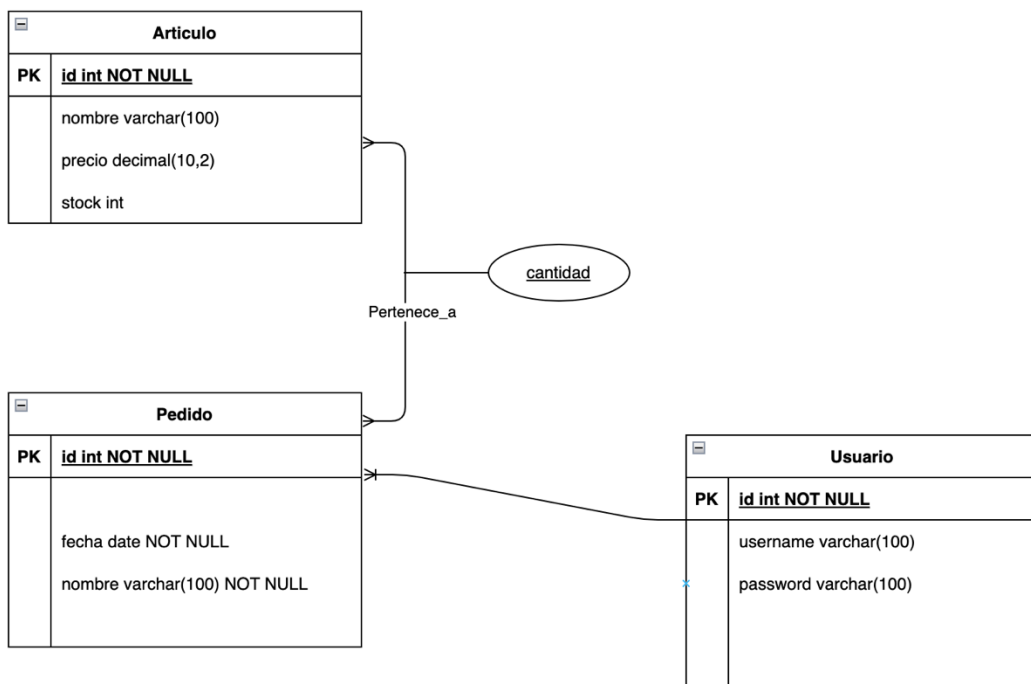 Articulo
PK id int NOT NULL
nombre varchar(100)
precio decimal(10,2)
stock int
cantidad
Pertenece_a
Pedido
PK id int NOT NULL
fecha date NOT NULL
nombre varchar(100) NOT NULL
Usuario
PK id int NOT NULL
username varchar(100)
password varchar(100)